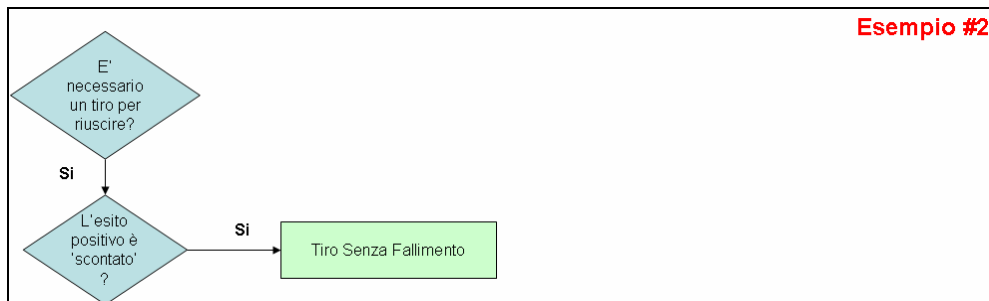 Esempio #2
E'
necessario
un tiro per
riuscire?
Si
L'esito
positivo è
'scontato'
?
Si
Tiro Senza Fallimento